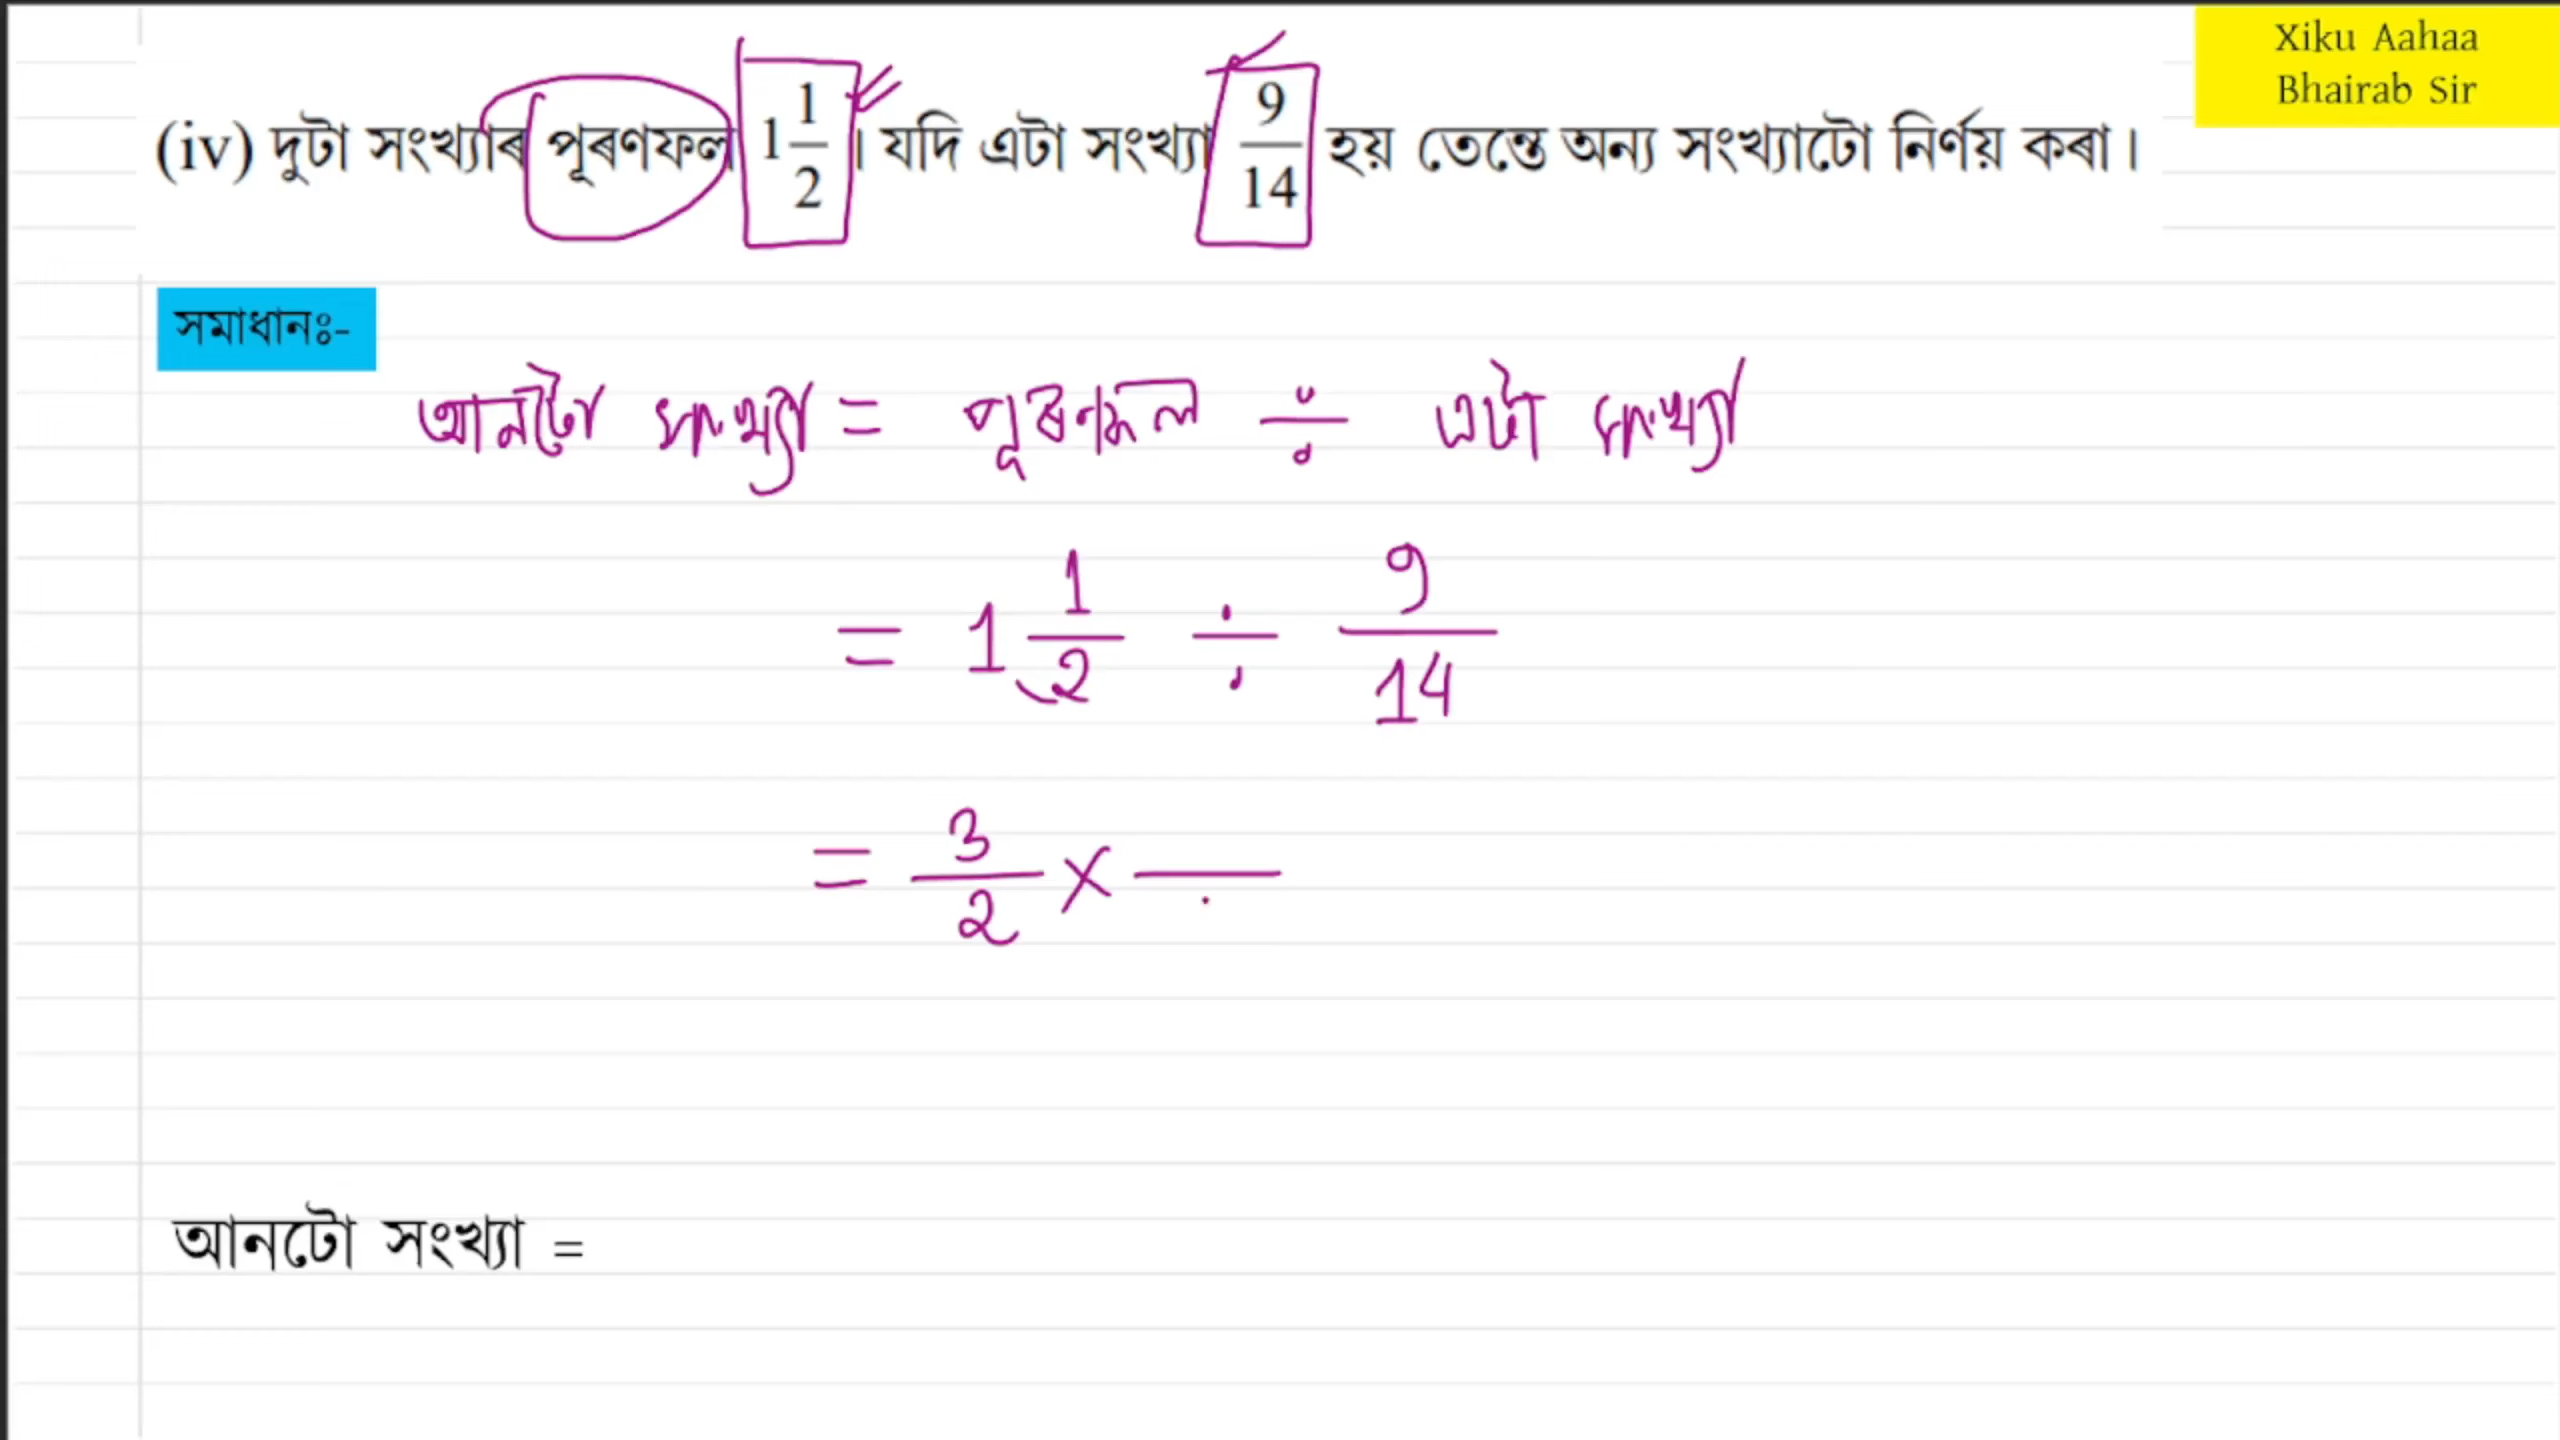 Xiku Aahaa
Bhairab Sir
(iv) দুটা সংখ্যাৰ পূৰণফল 1 1/2 । যদি এটা সংখ্যা 9/14 হয় তেন্তে অন্য সংখ্যাটো নিৰ্ণয় কৰা।
সমাধানঃ-
আনটো সংখ্যা = পূৰণফল ÷ এটা সংখ্যা
= 1 1/2 ÷ 9/14
= 3/2 ×
আনটো সংখ্যা =